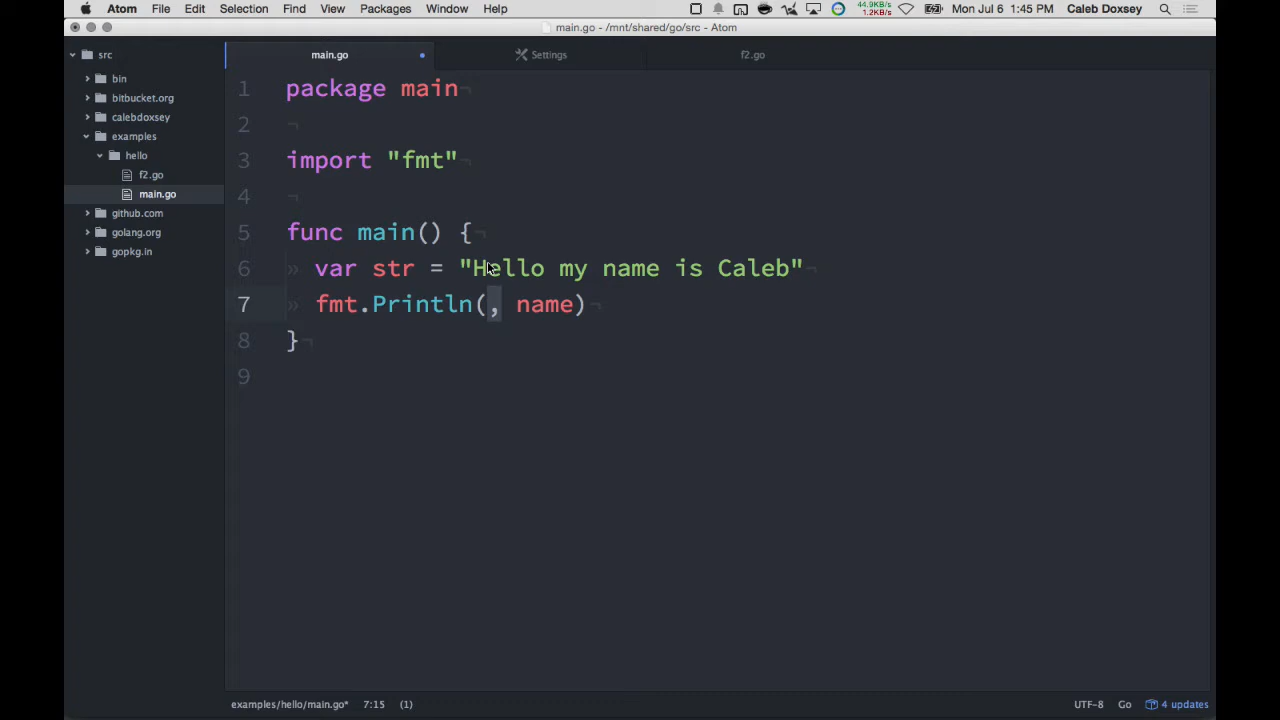 Atom File Edit Selection Find View Packages Window Help 44.9KB/s 1.2KB/s Mon Jul 6 1:45 PM Caleb Doxsey
main.go - /mnt/shared/go/src - Atom
src
bin
bitbucket.org
calebdoxsey
examples
hello
f2.go
main.go
github.com
golang.org
gopkg.in
main.go Settings f2.go
1 package main¬
2 ¬
3 import "fmt"¬
4 ¬
5 func main() {¬
6 » var str = "Hello my name is Caleb"¬
7 » fmt.Println(, name)¬
8 }¬
9
examples/hello/main.go* 7:15 (1) UTF-8 Go 4 updates